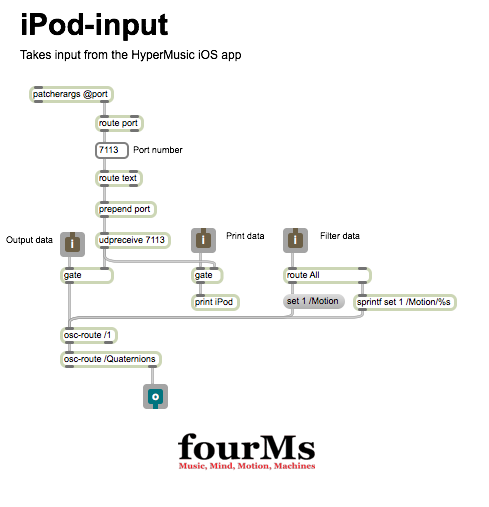 iPod-input
Takes input from the HyperMusic iOS app
patcherargs @port
route port
7113 Port number
route text
prepend port
Output data
i
udpreceive 7113
i
Print data
i
Filter data
gate
gate
route All
print iPod
set 1 /Motion
sprintf set 1 /Motion/%s
osc-route /1
osc-route /Quaternions
o
fourMs
Music, Mind, Motion, Machines